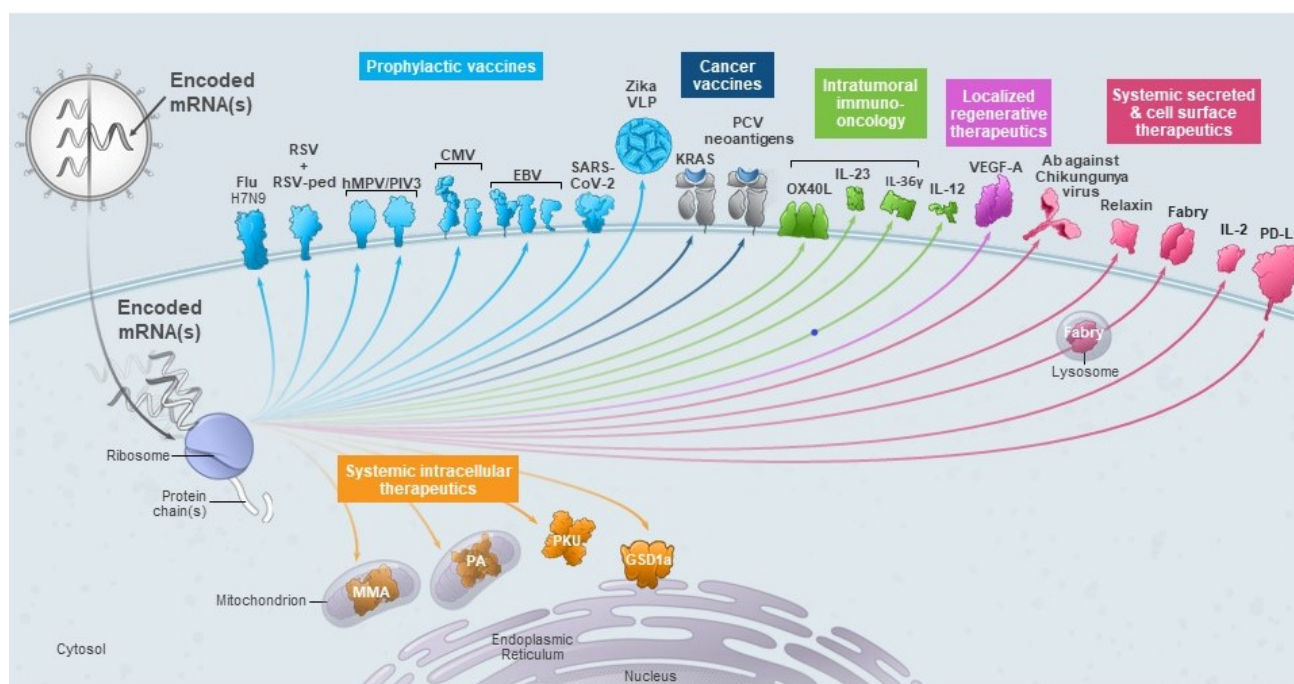 Encoded
mRNA(s)
Prophylactic vaccines
Cancer
vaccines
Intratumoral
immuno-
oncology
Localized
regenerative
therapeutics
Systemic secreted
& cell surface
therapeutics
Flu
H7N9
RSV
+
RSV-ped
hMPV/PIV3
CMV
EBV
SARS-
CoV-2
Zika
VLP
KRAS
PCV
neoantigens
OX40L
IL-23
IL-36γ
IL-12
VEGF-A
Ab against
Chikungunya
virus
Relaxin
Fabry
IL-2
PD-L
Encoded
mRNA(s)
Fabry
Lysosome
Ribosome
Protein
chain(s)
Systemic intracellular
therapeutics
MMA
PA
PKU
GSD1a
Mitochondrion
Endoplasmic
Reticulum
Nucleus
Cytosol